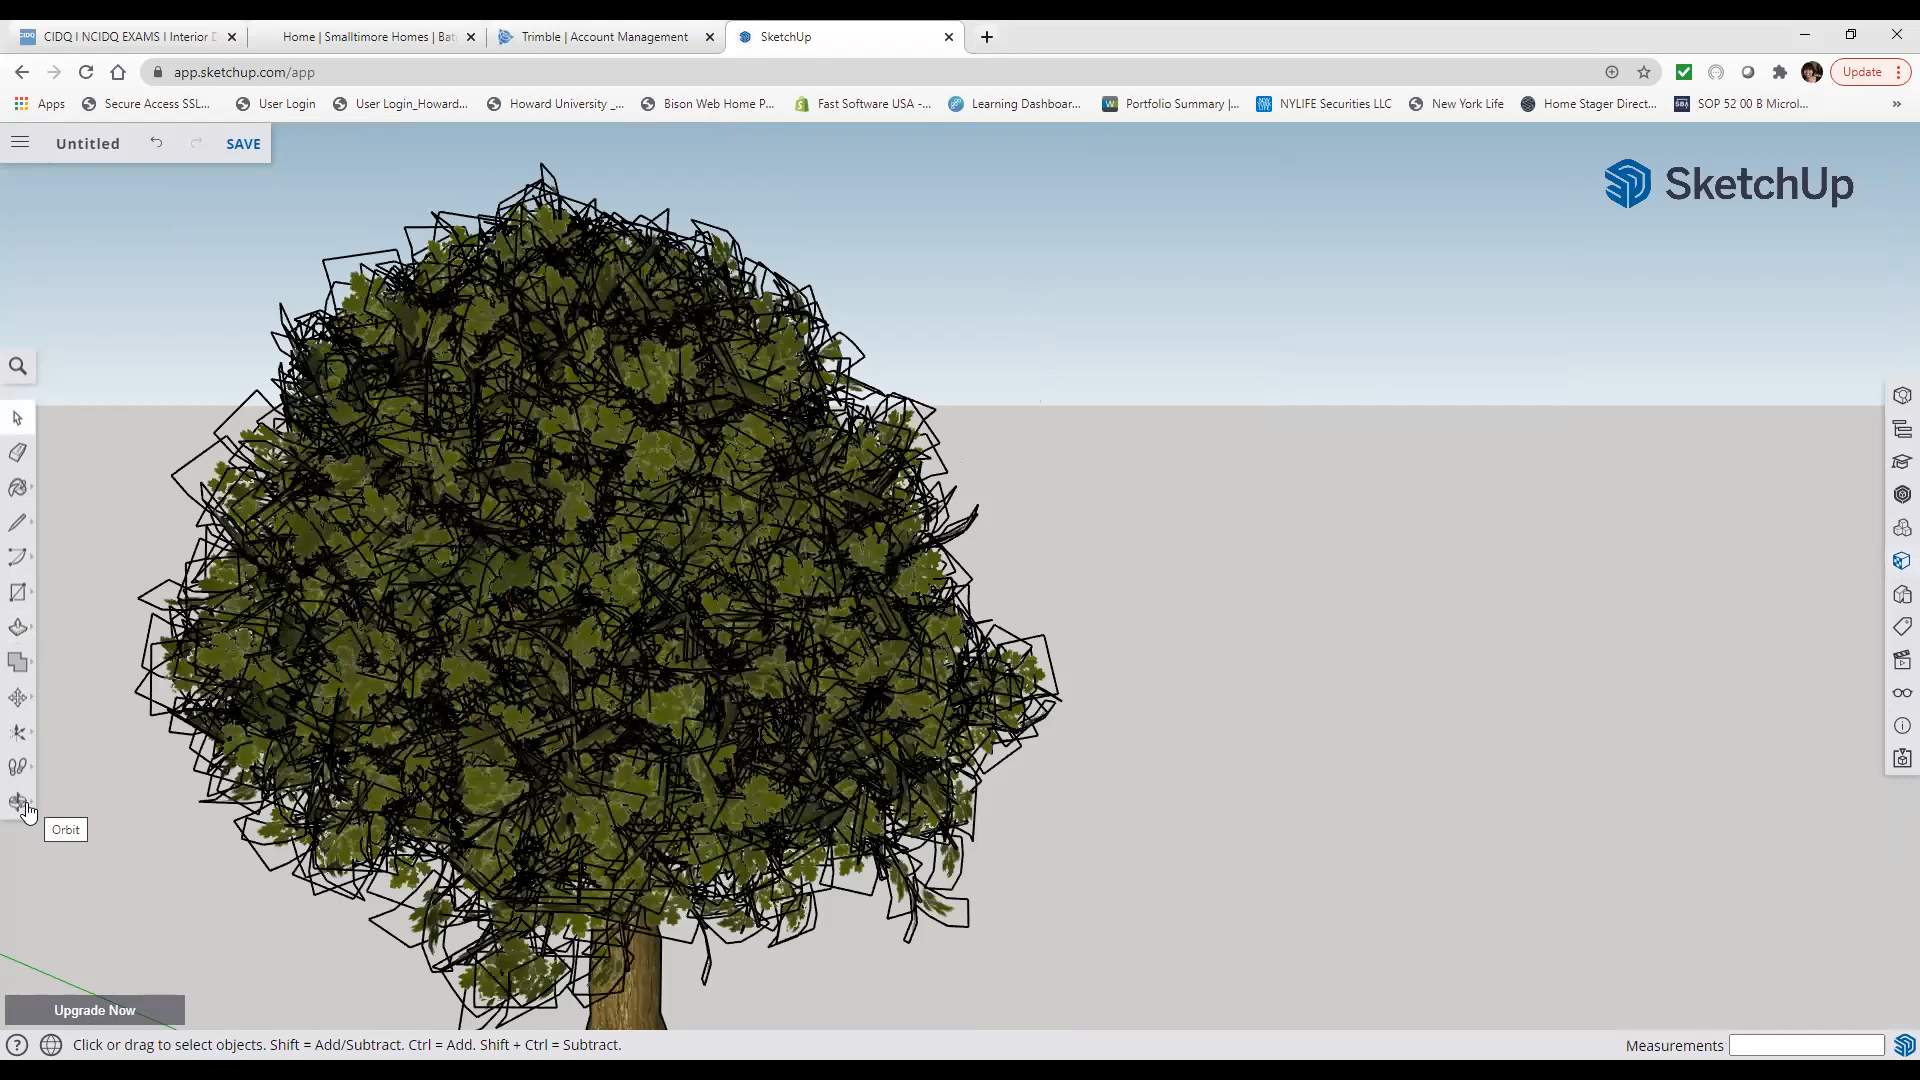 CIDQ I NCIDQ EXAMS I Interior D
Home | Smalltimore Homes | Balt
Trimble | Account Management
SketchUp
app.sketchup.com/app
Update
Apps
Secure Access SSL...
User Login
User Login_Howard...
Howard University _...
Bison Web Home P...
Fast Software USA -...
Learning Dashboar...
Portfolio Summary |...
NYLIFE Securities LLC
New York Life
Home Stager Direct...
SOP 52 00 B Microl...
Untitled
SAVE
SketchUp
Orbit
Upgrade Now
Click or drag to select objects. Shift = Add/Subtract. Ctrl = Add. Shift + Ctrl = Subtract.
Measurements